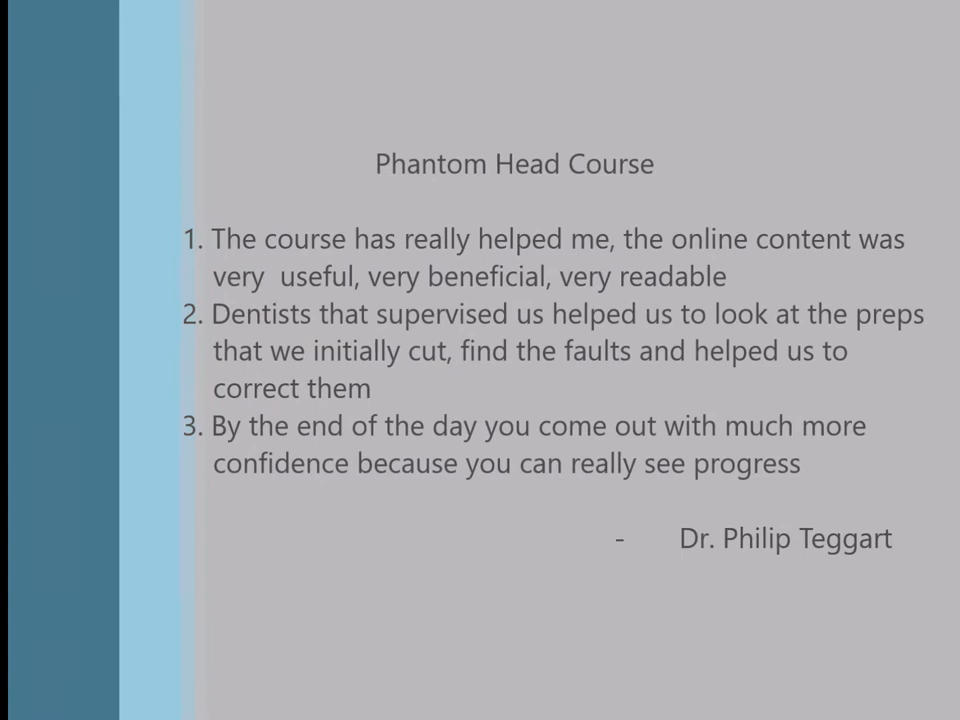 Phantom Head Course
1. The course has really helped me, the online content was
very useful, very beneficial, very readable
2. Dentists that supervised us helped us to look at the preps
that we initially cut, find the faults and helped us to
correct them
3. By the end of the day you come out with much more
confidence because you can really see progress
- Dr. Philip Teggart